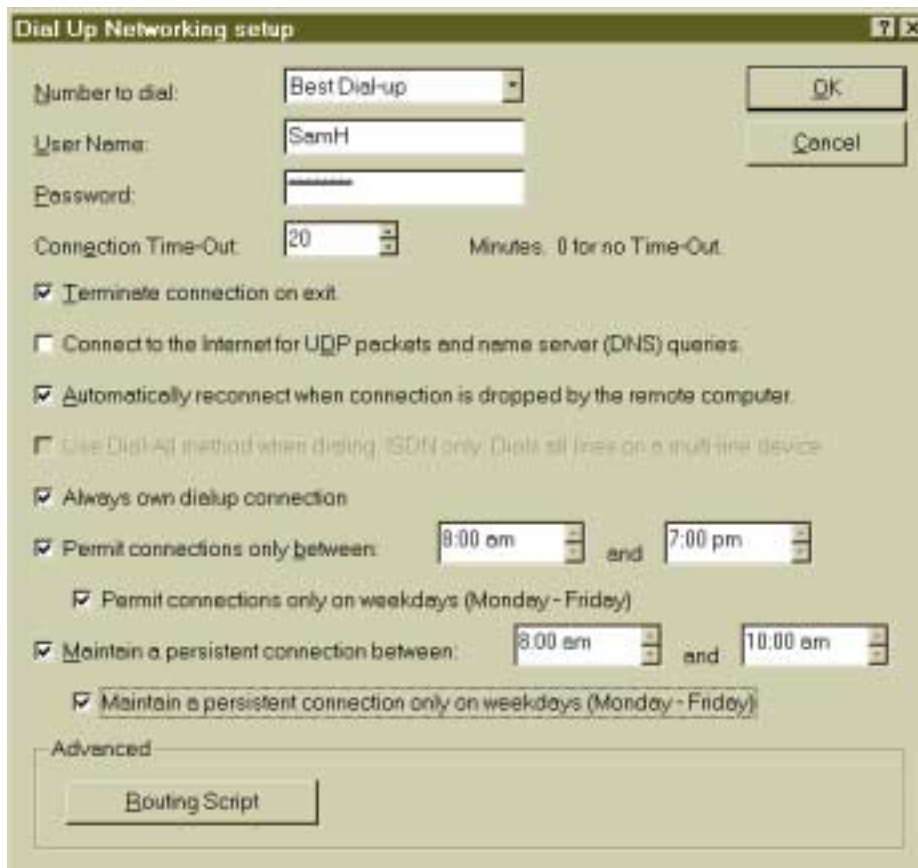 Dial Up Networking setup
Number to dial: Best Dial-up
OK
User Name: SamH
Cancel
Password:
Connection Time-Out: 20 Minutes. 0 for no Time-Out.
Terminate connection on exit
Connect to the Internet for UDP packets and name server (DNS) queries.
Automatically reconnect when connection is dropped by the remote computer.
Use Dial-All method when dialing. ISDN only. Dials all lines on a multi-line device
Always own dialup connection
Permit connections only between: 8:00 am and 7:00 pm
Permit connections only on weekdays (Monday - Friday)
Maintain a persistent connection between: 8:00 am and 10:00 am
Maintain a persistent connection only on weekdays (Monday - Friday)
Advanced
Routing Script